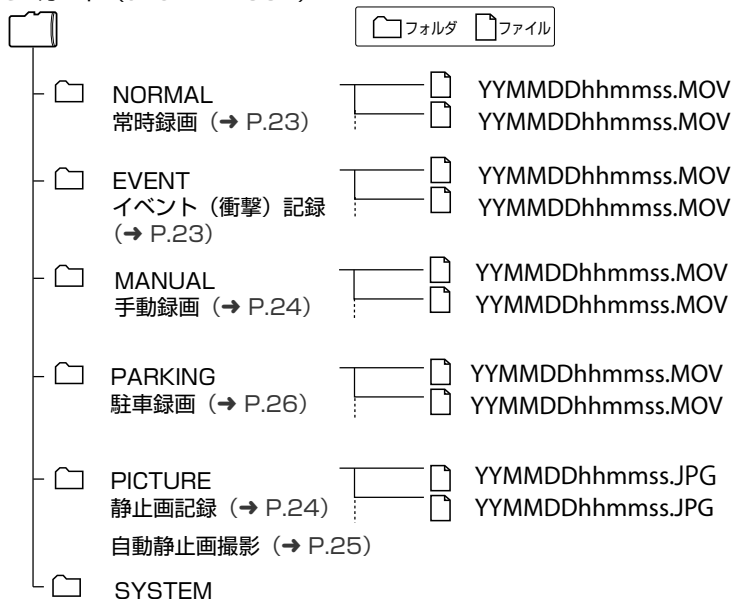 フォルダ ファイル
NORMAL
常時録画（➜ P.23）
YYMMDDhhmmss.MOV
YYMMDDhhmmss.MOV
EVENT
イベント（衝撃）記録
（➜ P.23）
YYMMDDhhmmss.MOV
YYMMDDhhmmss.MOV
MANUAL
手動録画（➜ P.24）
YYMMDDhhmmss.MOV
YYMMDDhhmmss.MOV
PARKING
駐車録画（➜ P.26）
YYMMDDhhmmss.MOV
YYMMDDhhmmss.MOV
PICTURE
静止画記録（➜ P.24）
自動静止画撮影（➜ P.25）
YYMMDDhhmmss.JPG
YYMMDDhhmmss.JPG
SYSTEM